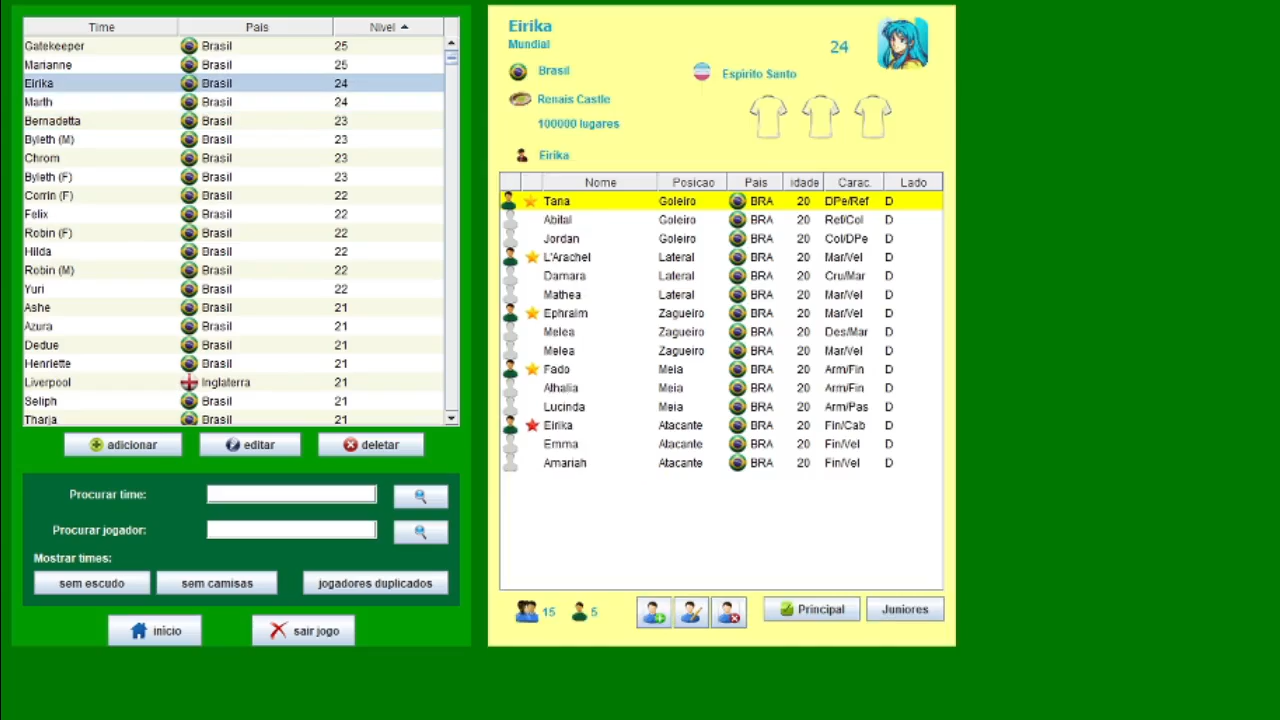 Time País Nível
Gatekeeper Brasil 25
Marianne Brasil 25
Eirika Brasil 24
Marth Brasil 24
Bernadetta Brasil 23
Byleth (M) Brasil 23
Chrom Brasil 23
Byleth (F) Brasil 23
Corrin (F) Brasil 22
Felix Brasil 22
Robin (F) Brasil 22
Hilda Brasil 22
Robin (M) Brasil 22
Yuri Brasil 22
Ashe Brasil 21
Azura Brasil 21
Dedue Brasil 21
Henriette Brasil 21
Liverpool Inglaterra 21
Seliph Brasil 21
Tharja Brasil 21
adicionar editar deletar
Procurar time:
Procurar jogador:
Mostrar times:
sem escudo sem camisas jogadores duplicados
início sair jogo
Eirika
Mundial
24
Brasil
Espírito Santo
Renais Castle
100000 lugares
Eirika
Nome Posicao País Idade Carac. Lado
Tana Goleiro BRA 20 DPe/Ref D
Abital Goleiro BRA 20 Ref/Col D
Jordan Goleiro BRA 20 Col/DPe D
L'Arachel Lateral BRA 20 Mar/Vel D
Damara Lateral BRA 20 Cru/Mar D
Mathea Lateral BRA 20 Mar/Vel D
Ephraim Zagueiro BRA 20 Mar/Vel D
Melea Zagueiro BRA 20 Des/Mar D
Melea Zagueiro BRA 20 Mar/Vel D
Fado Meia BRA 20 Arm/Fin D
Athalia Meia BRA 20 Arm/Fin D
Lucinda Meia BRA 20 Arm/Pas D
Eirika Atacante BRA 20 Fin/Cab D
Emma Atacante BRA 20 Fin/Vel D
Amariah Atacante BRA 20 Fin/Vel D
15 5 Principal Juniores